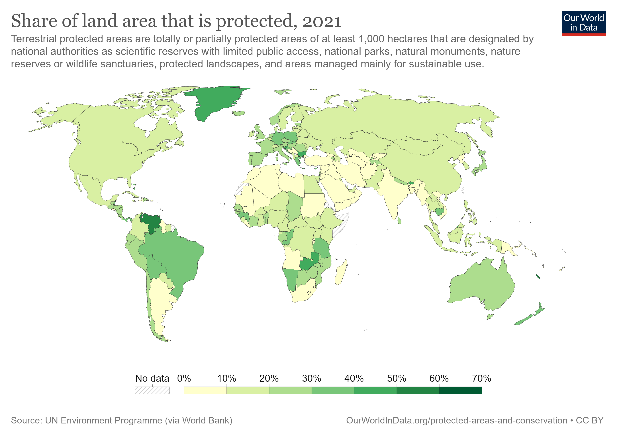 Share of land area that is protected, 2021
Our World
in Data
Terrestrial protected areas are totally or partially protected areas of at least 1,000 hectares that are designated by
national authorities as scientific reserves with limited public access, national parks, natural monuments, nature
reserves or wildlife sanctuaries, protected landscapes, and areas managed mainly for sustainable use.
No data 0% 10% 20% 30% 40% 50% 60% 70%
Source: UN Environment Programme (via World Bank) OurWorldInData.org/protected-areas-and-conservation • CC BY